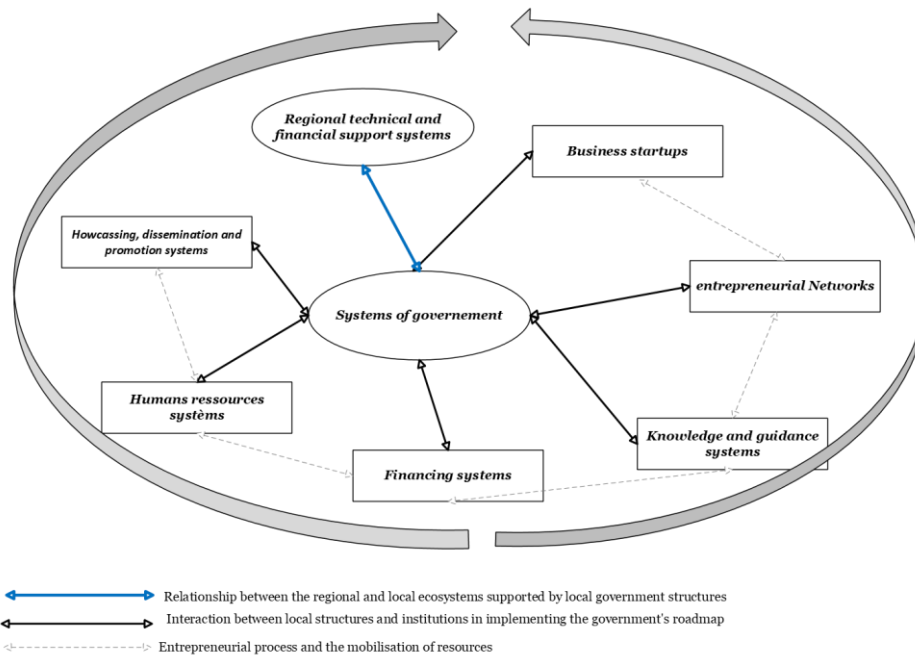 Regional technical and
financial support systems
Business startups
Howcassing, dissemination and
promotion systems
entrepreneurial Networks
Systems of governement
Humans ressources
systèms
Knowledge and guidance
systems
Financing systems
Relationship between the regional and local ecosystems supported by local government structures
Interaction between local structures and institutions in implementing the government's roadmap
Entrepreneurial process and the mobilisation of resources